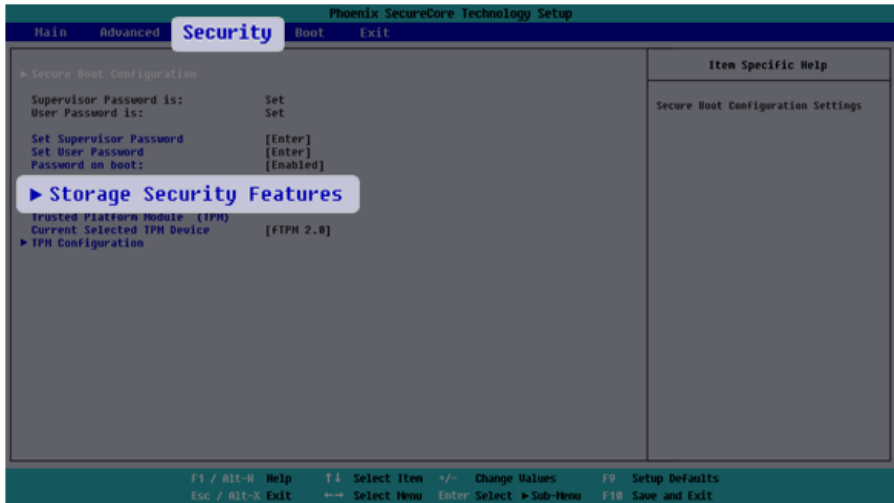 Phoenix SecureCore Technology Setup
Main Advanced Security Boot Exit
Item Specific Help
▶ Secure Boot Configuration
Supervisor Password is: Set
User Password is: Set
Secure Boot Configuration Settings
Set Supervisor Password [Enter]
Set User Password [Enter]
Password on boot: [Enabled]
▶ Storage Security Features
Trusted Platform Module (TPM)
Current Selected TPM Device [fTPM 2.0]
▶ TPM Configuration
F1 / Alt-H Help ↑↓ Select Item +/- Change Values F9 Setup Defaults
Esc / Alt-X Exit ←→ Select Menu Enter Select ▶ Sub-Menu F10 Save and Exit